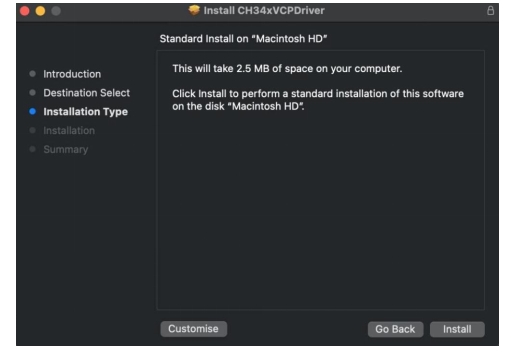 Install CH34xVCPDriver
Standard Install on “Macintosh HD”
Introduction
Destination Select
Installation Type
Installation
Summary
This will take 2.5 MB of space on your computer.
Click Install to perform a standard installation of this software
on the disk “Macintosh HD”.
Customise
Go Back
Install